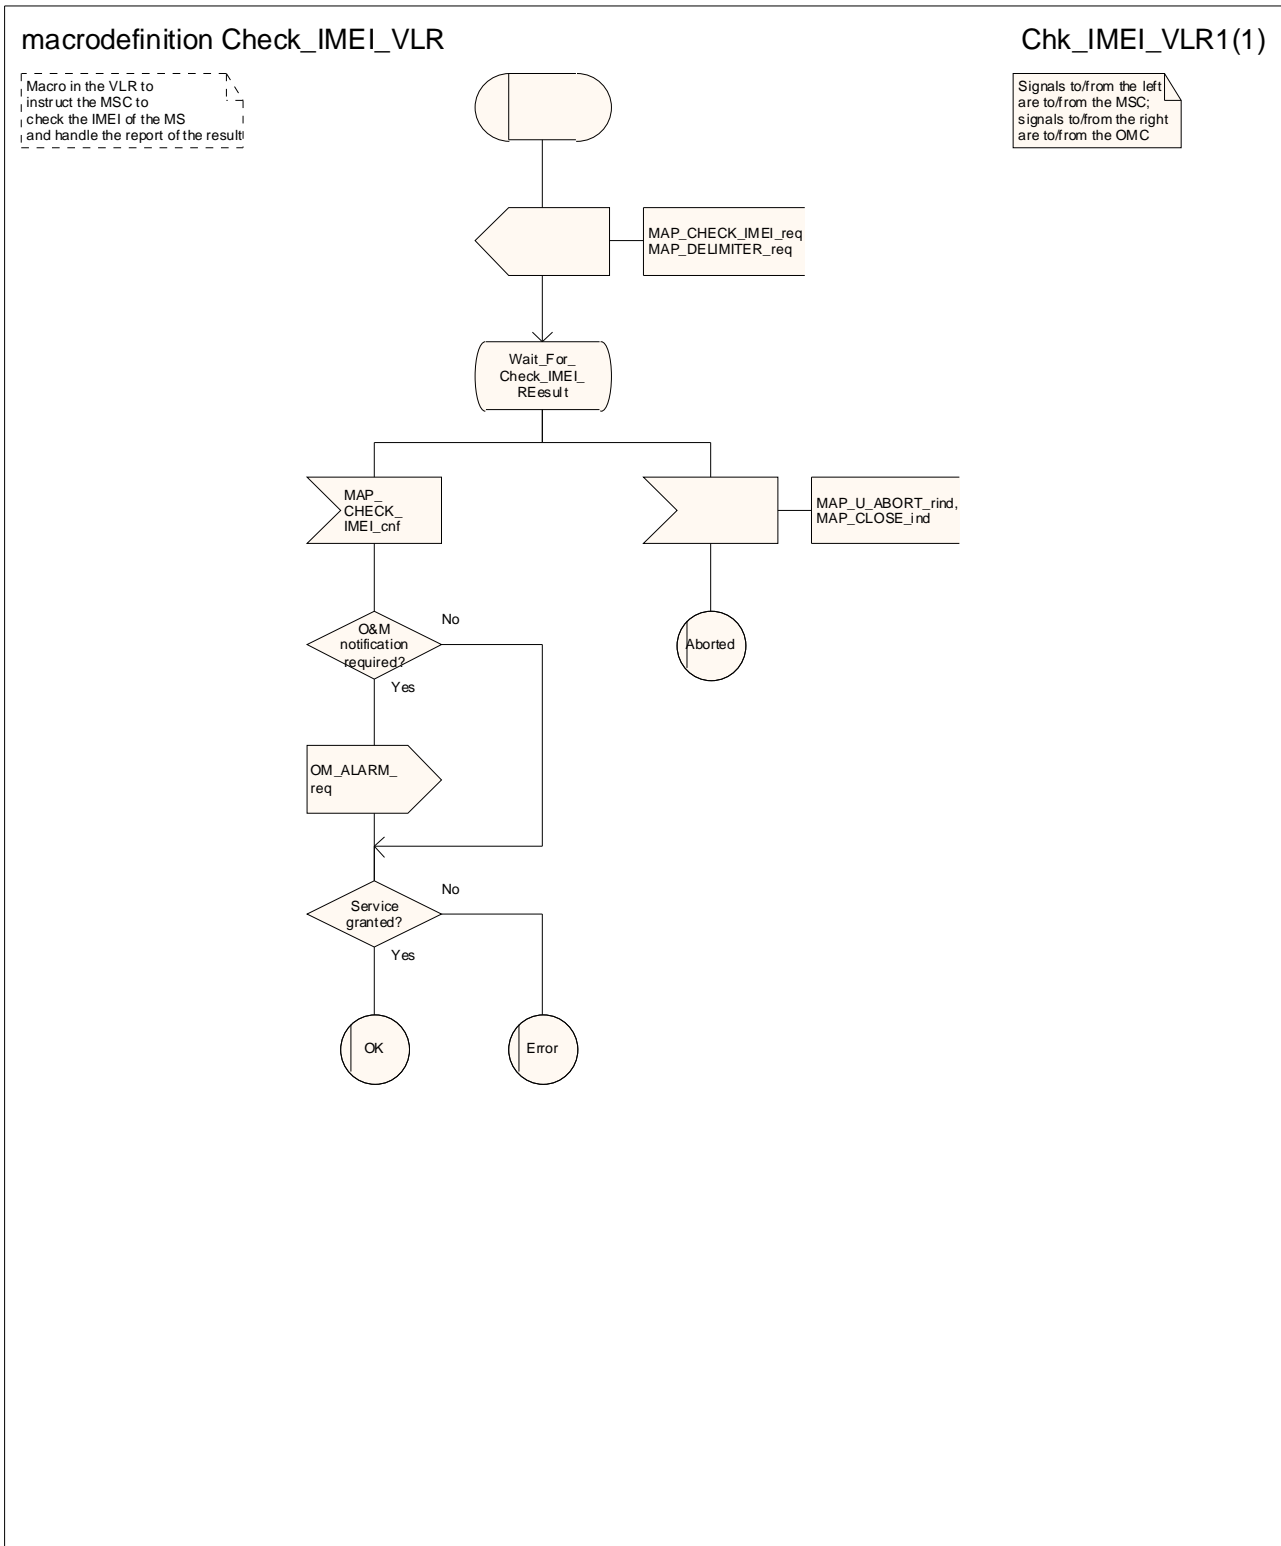 macrodefinition Check_IMEI_VLR
Chk_IMEI_VLR1(1)
Macro in the VLR to
instruct the MSC to
check the IMEI of the MS
and handle the report of the result
Signals to/from the left
are to/from the MSC;
signals to/from the right
are to/from the OMC
MAP_CHECK_IMEI_req
MAP_DELIMITER_req
Wait_For_
Check_IMEI_
REesult
MAP_
CHECK_
IMEI_cnf
MAP_U_ABORT_rind,
MAP_CLOSE_ind
O&M
notification
required?
No
Yes
Aborted
OM_ALARM_
req
Service
granted?
No
Yes
OK
Error